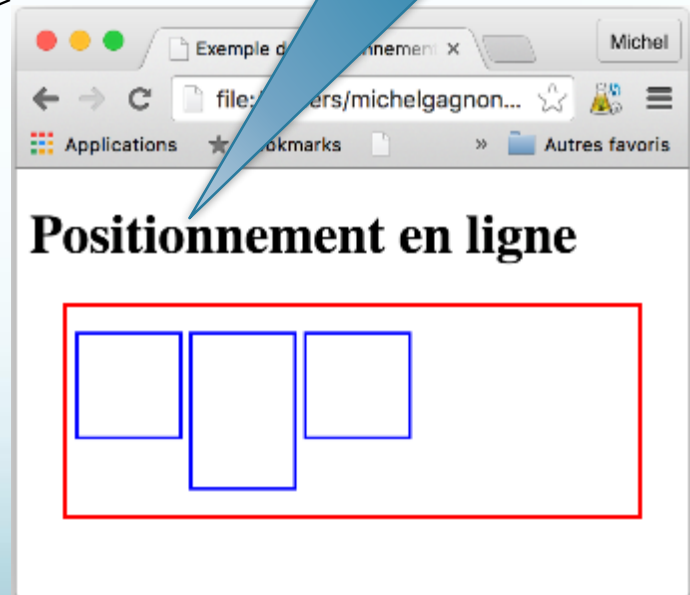 Exemple d nnement
Michel
file: ers/michelgagnon...
Applications okmarks » Autres favoris
Positionnement en ligne